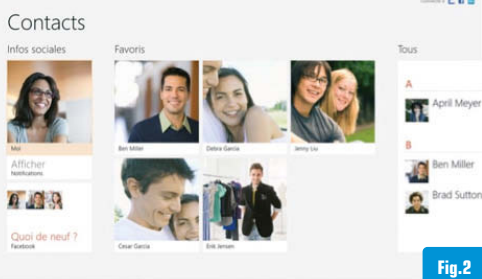 Connecté à
Contacts
Infos sociales
Favoris
Tous
Moi
Afficher
Notifications
Quoi de neuf ?
Facebook
Ben Miller
Debra Garcia
Jenny Liu
Cesar Garcia
Erik Jensen
A
April Meyer
B
Ben Miller
Brad Sutton
Fig.2